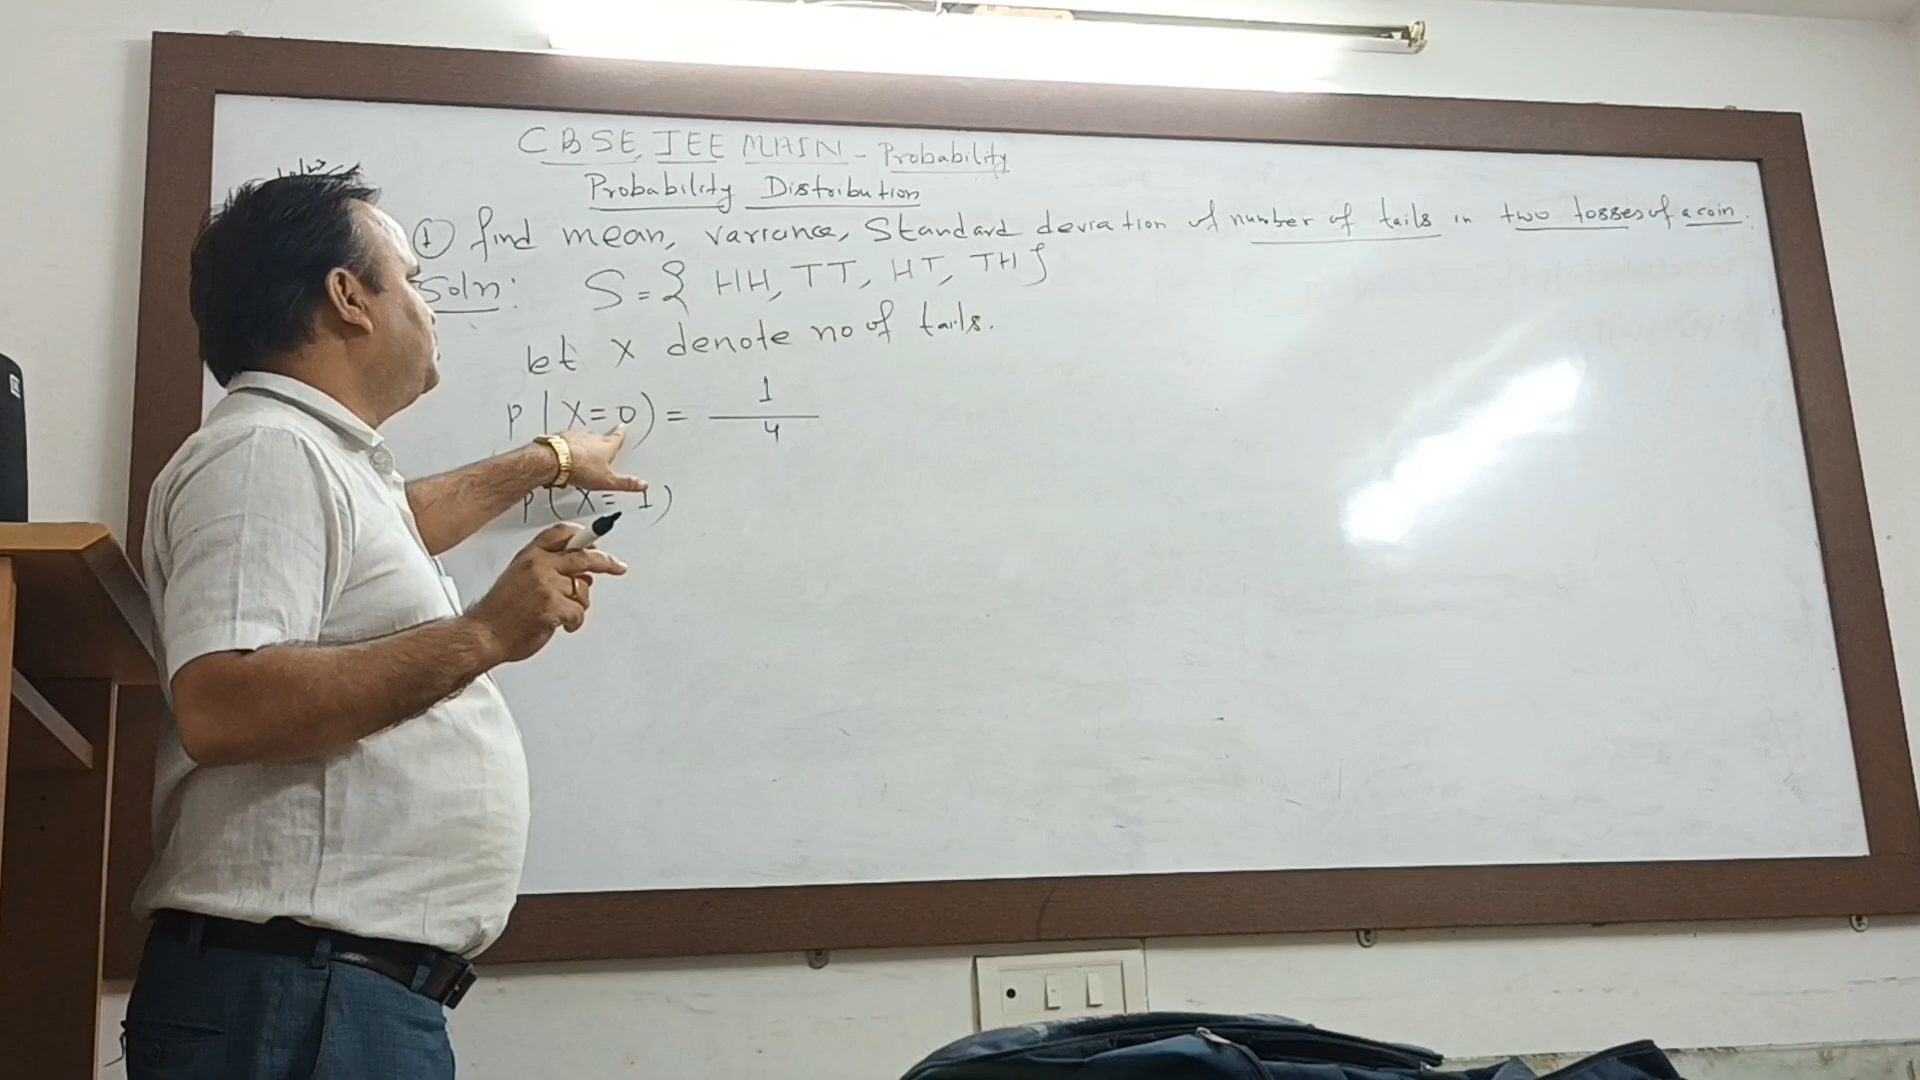 CBSE, JEE MAIN - Probability
Probability Distribution
① find mean, variance, Standard deviation of number of tails in two tosses of a coin.
Soln: S = { HH, TT, HT, TH }
let X denote no of tails.
P(X=0) = 1/4
P(X=1)